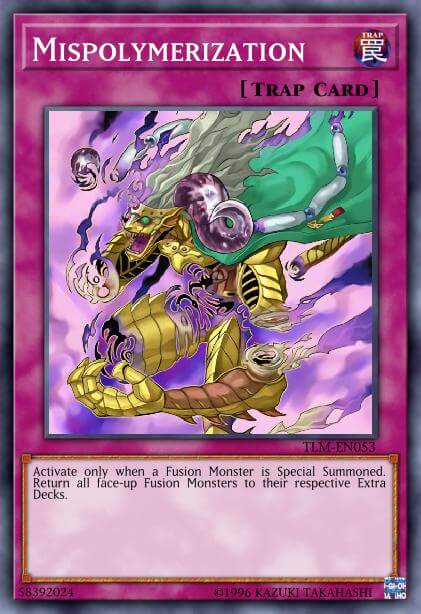 Mispolymerization
TRAP
罠
[Trap Card]
TLM-EN053
Activate only when a Fusion Monster is Special Summoned.
Return all face-up Fusion Monsters to their respective Extra
Decks.
58392024
©1996 KAZUKI TAKAHASHI